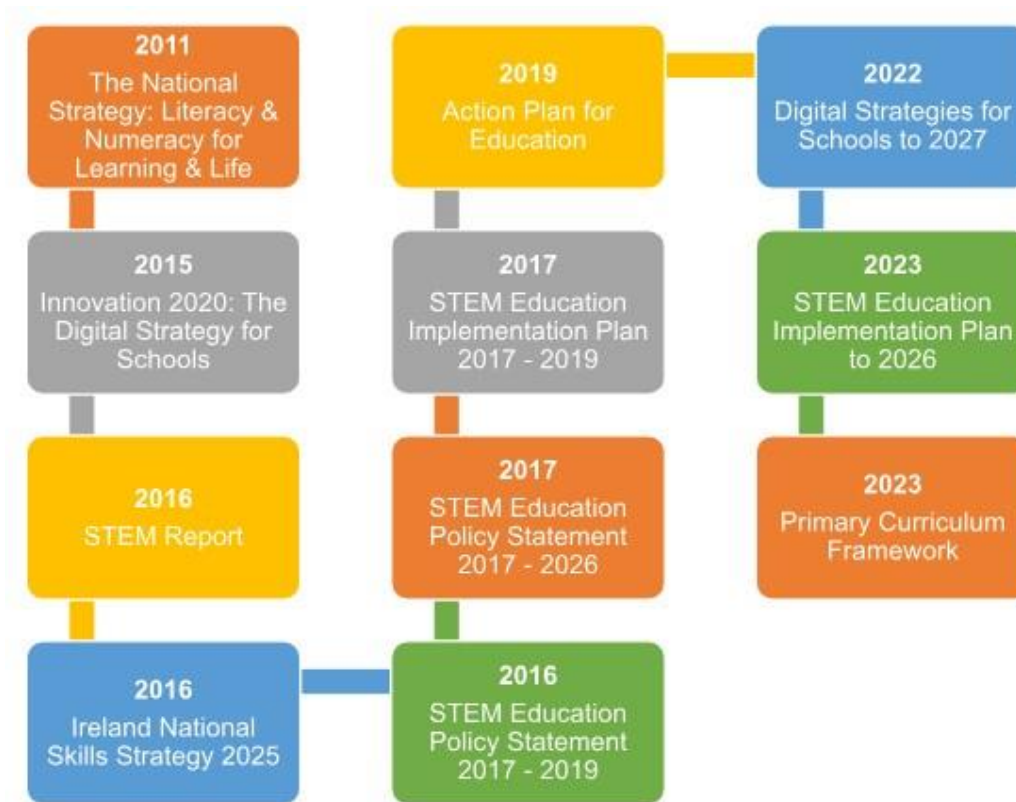 2011
The National
Strategy: Literacy &
Numeracy for
Learning & Life
2015
Innovation 2020: The
Digital Strategy for
Schools
2016
STEM Report
2016
Ireland National
Skills Strategy 2025
2016
STEM Education
Policy Statement
2017 - 2019
2017
STEM Education
Policy Statement
2017 - 2026
2017
STEM Education
Implementation Plan
2017 - 2019
2019
Action Plan for
Education
2022
Digital Strategies for
Schools to 2027
2023
STEM Education
Implementation Plan
to 2026
2023
Primary Curriculum
Framework